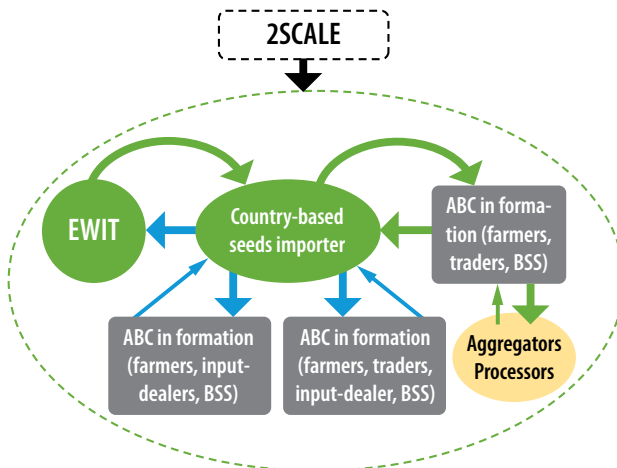 2SCALE
EWIT
Country-based
seeds importer
ABC in forma-
tion (farmers,
traders, BSS)
ABC in formation
(farmers, input-
dealers, BSS)
ABC in formation
(farmers, traders,
input-dealer, BSS)
Aggregators
Processors